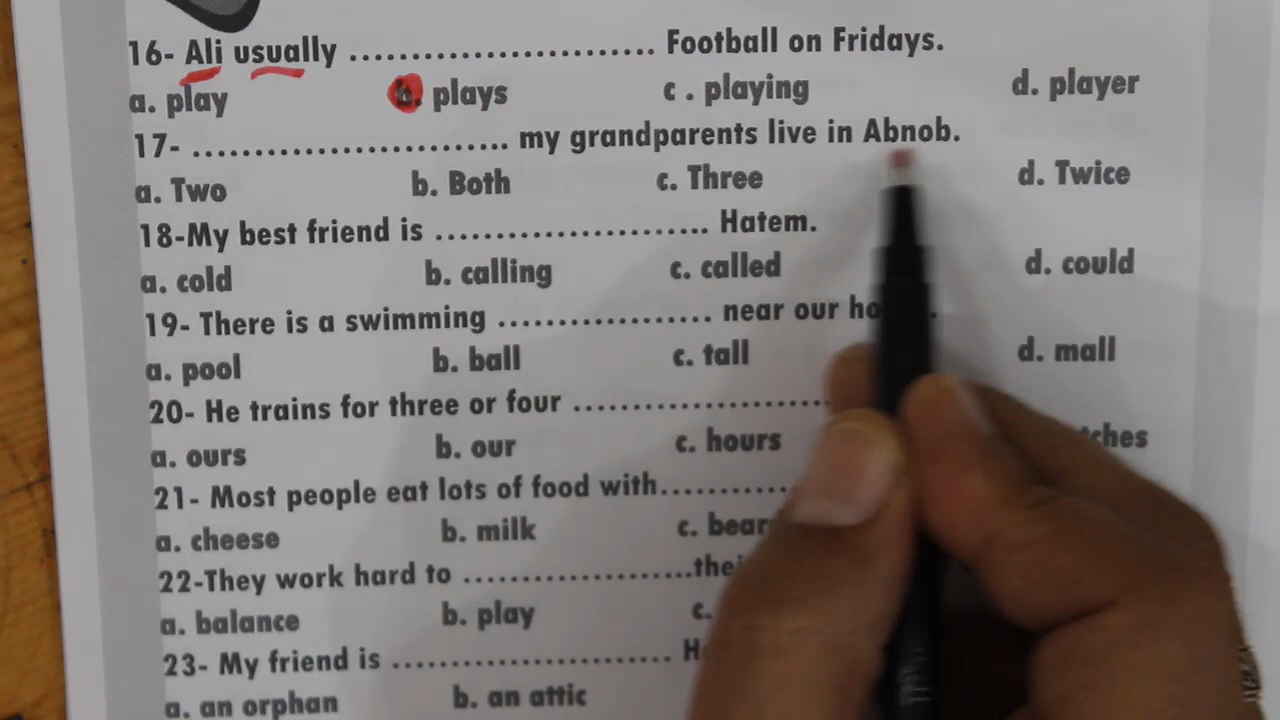 16- Ali usually ........................ Football on Fridays.
a. play b. plays c . playing d. player
17- .......................... my grandparents live in Abnob.
a. Two b. Both c. Three d. Twice
18-My best friend is ...................... Hatem.
a. cold b. calling c. called d. could
19- There is a swimming .................. near our
a. pool b. ball c. tall d. mall
20- He trains for three or four ......................
a. ours b. our c. hours
21- Most people eat lots of food with...........
a. cheese b. milk c.
22-They work hard to ...................
a. balance b. play c.
23- My friend is .......................
a. an orphan b. an attic